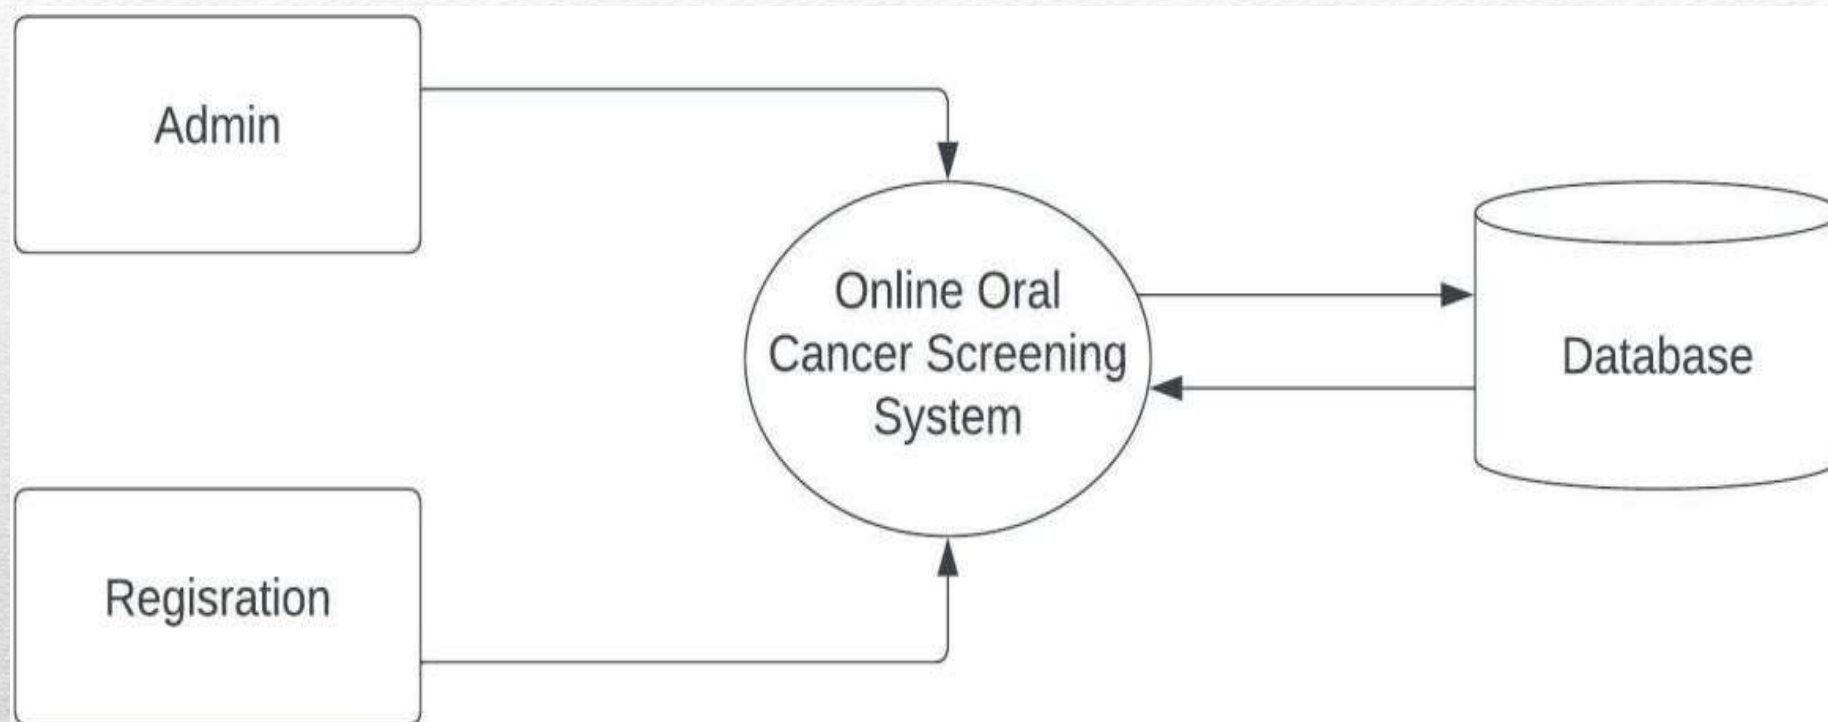 Admin
Online Oral
Cancer Screening
System
Database
Regisration